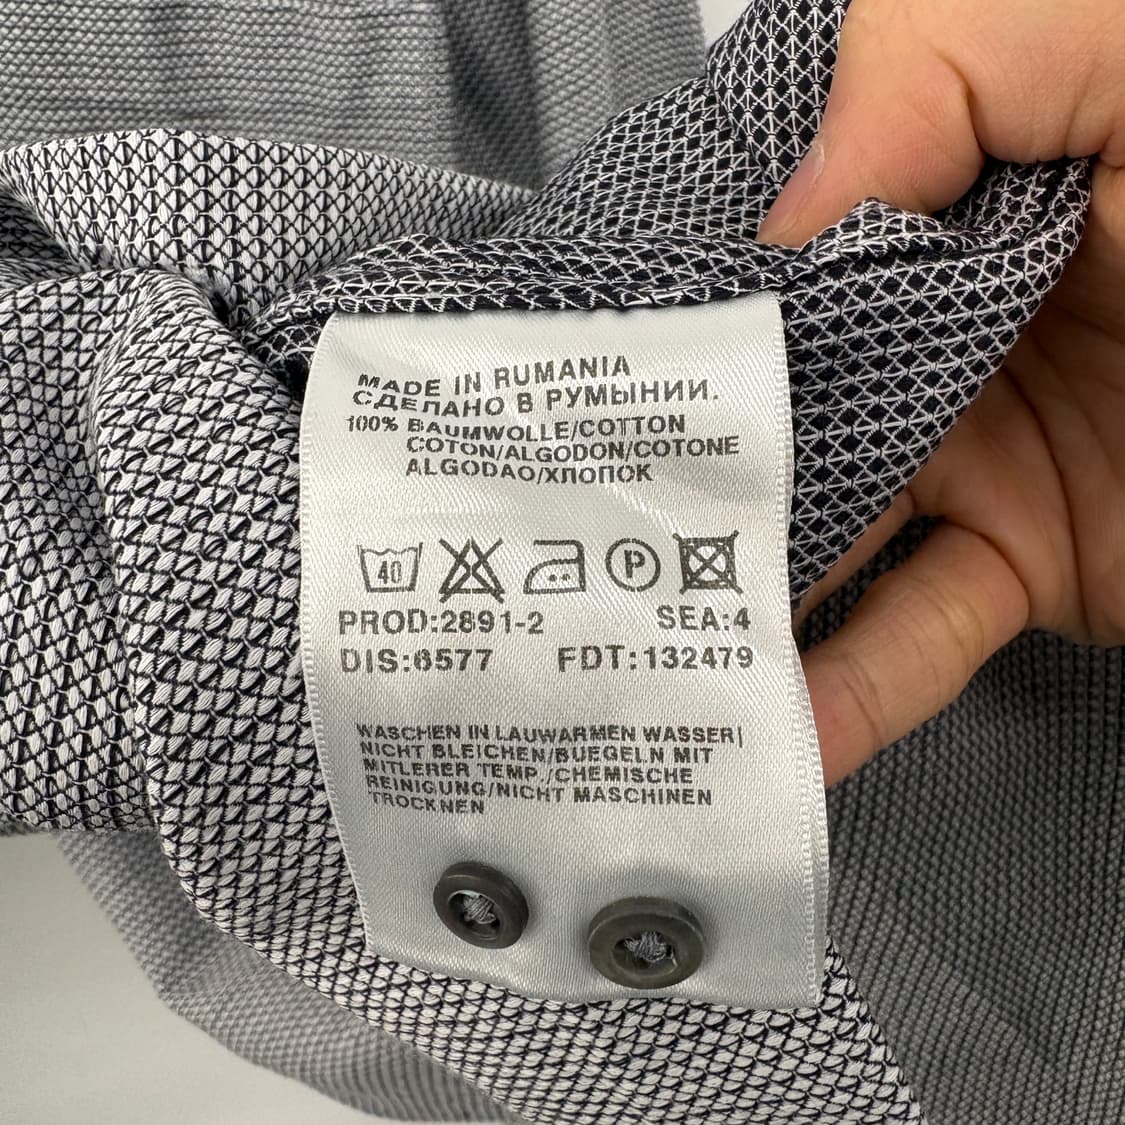 MADE IN RUMANIA
СДЕЛАНО В РУМЫНИИ.
100% BAUMWOLLE/COTTON
COTON/ALGODON/COTONE
ALGODAO/ХЛОПОК
40 P
PROD:2891-2 SEA:4
DIS:6577 FDT:132479
WASCHEN IN LAUWARMEN WASSER|
NICHT BLEICHEN/BUEGELN MIT
MITLERER TEMP./CHEMISCHE
REINIGUNG/NICHT MASCHINEN
TROCKNEN